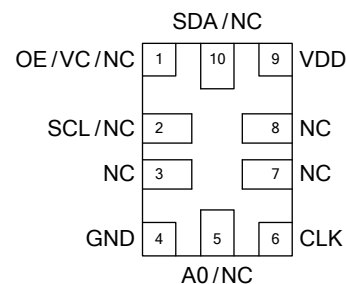 SDA/NC
OE/VC/NC 1 10 9 VDD
SCL/NC 2 8 NC
NC 3 7 NC
GND 4 5 6 CLK
A0/NC